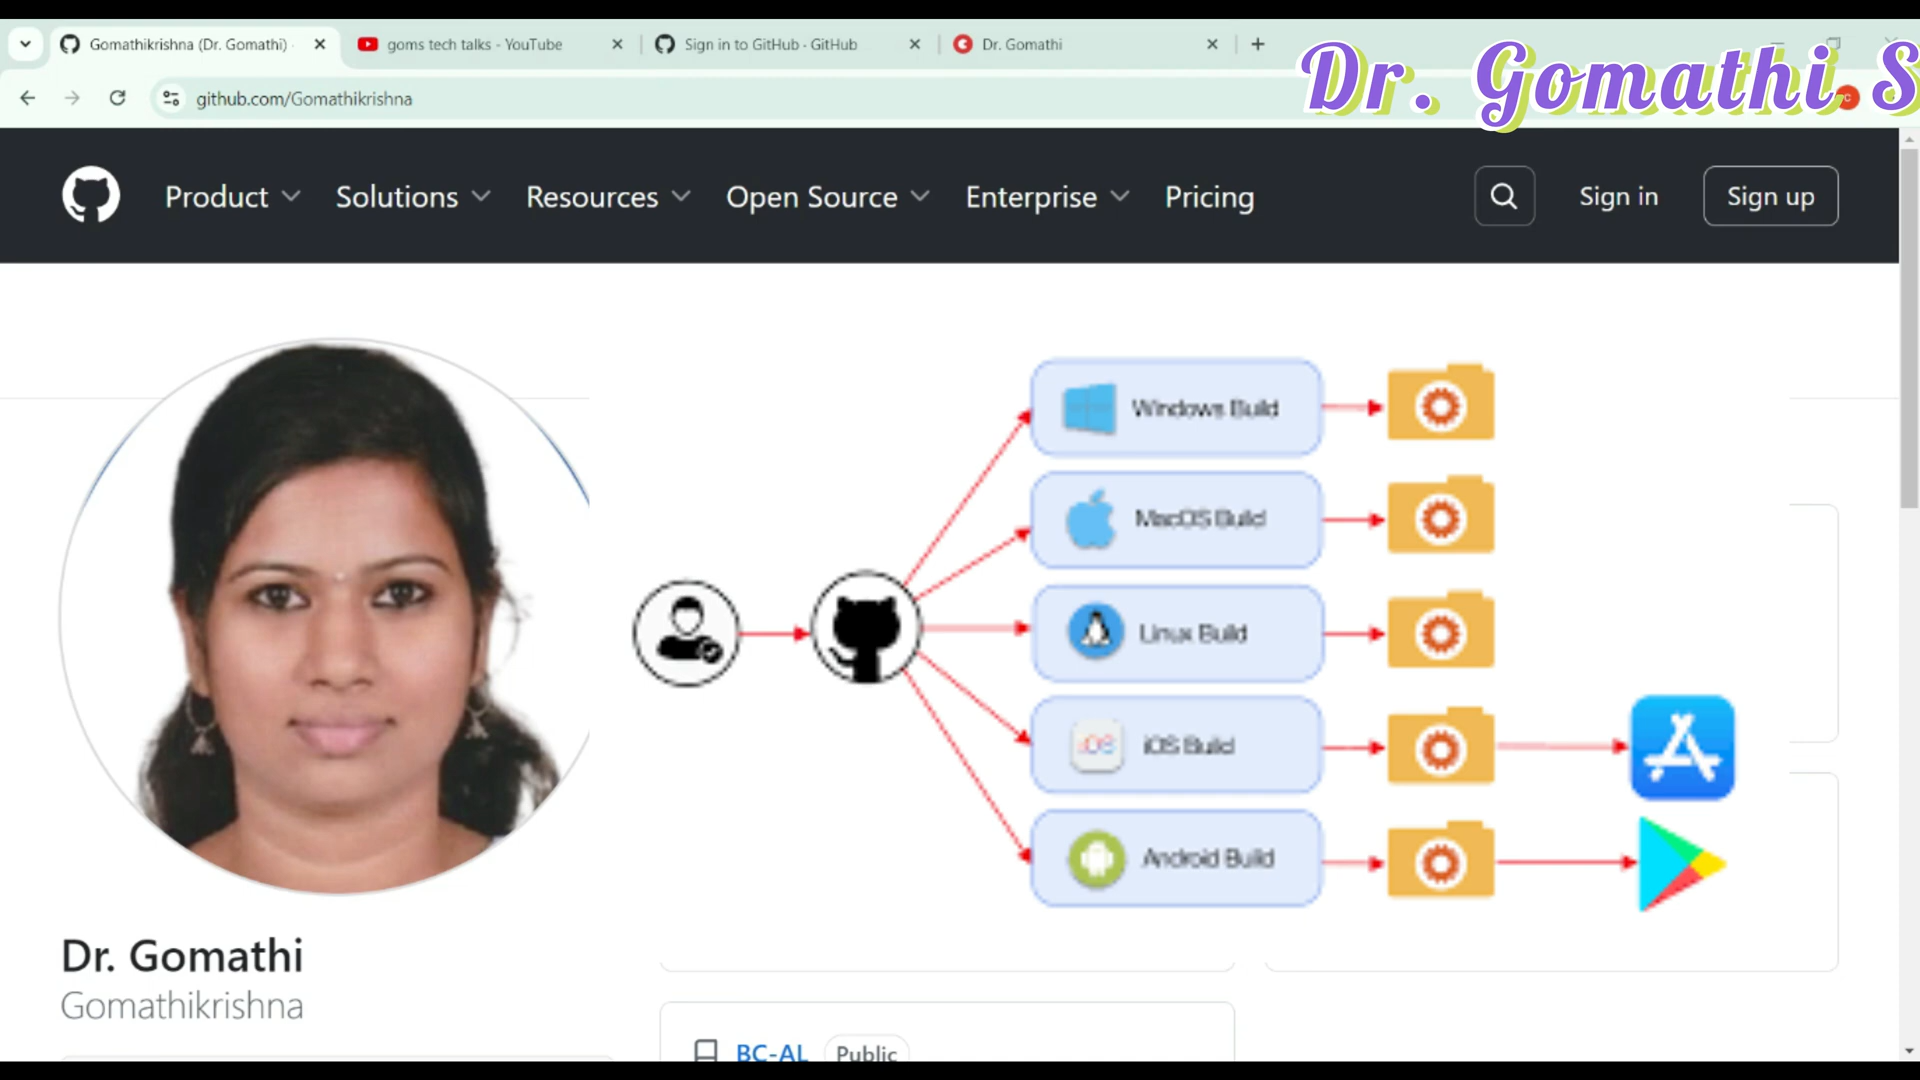 Gomathikrishna (Dr. Gomathi)
goms tech talks - YouTube
Sign in to GitHub · GitHub
Dr. Gomathi
Dr. Gomathi S
github.com/Gomathikrishna
Product
Solutions
Resources
Open Source
Enterprise
Pricing
Sign in
Sign up
Windows Build
MacOS Build
Linux Build
iOS
iOS Build
Android Build
Dr. Gomathi
Gomathikrishna
BC-AL
Public